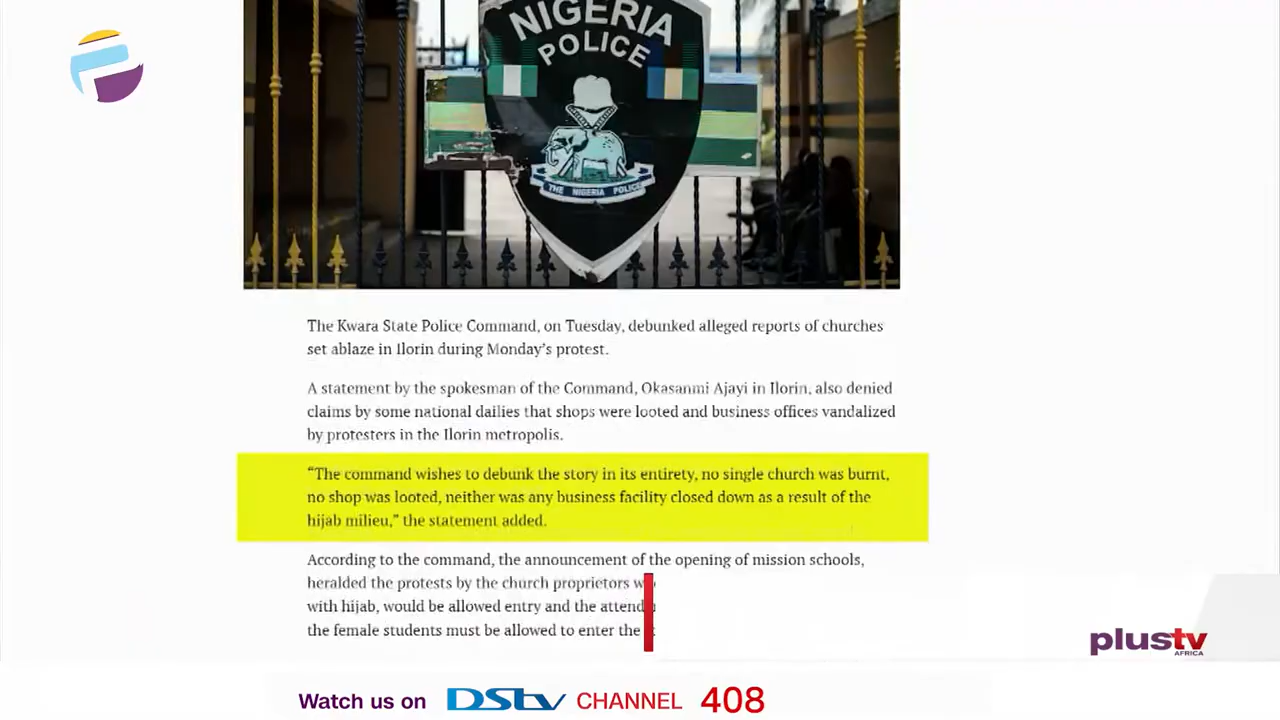 NIGERIA
POLICE
THE NIGERIA POLICE
The Kwara State Police Command, on Tuesday, debunked alleged reports of churches
set ablaze in Ilorin during Monday's protest.
A statement by the spokesman of the Command, Okasanmi Ajayi in Ilorin, also denied
claims by some national dailies that shops were looted and business offices vandalized
by protesters in the Ilorin metropolis.
“The command wishes to debunk the story in its entirety, no single church was burnt,
no shop was looted, neither was any business facility closed down as a result of the
hijab milieu,” the statement added.
According to the command, the announcement of the opening of mission schools,
heralded the protests by the church proprietors
with hijab, would be allowed entry and the
the female students must be allowed to enter the
plustv
AFRICA
Watch us on DStv CHANNEL 408